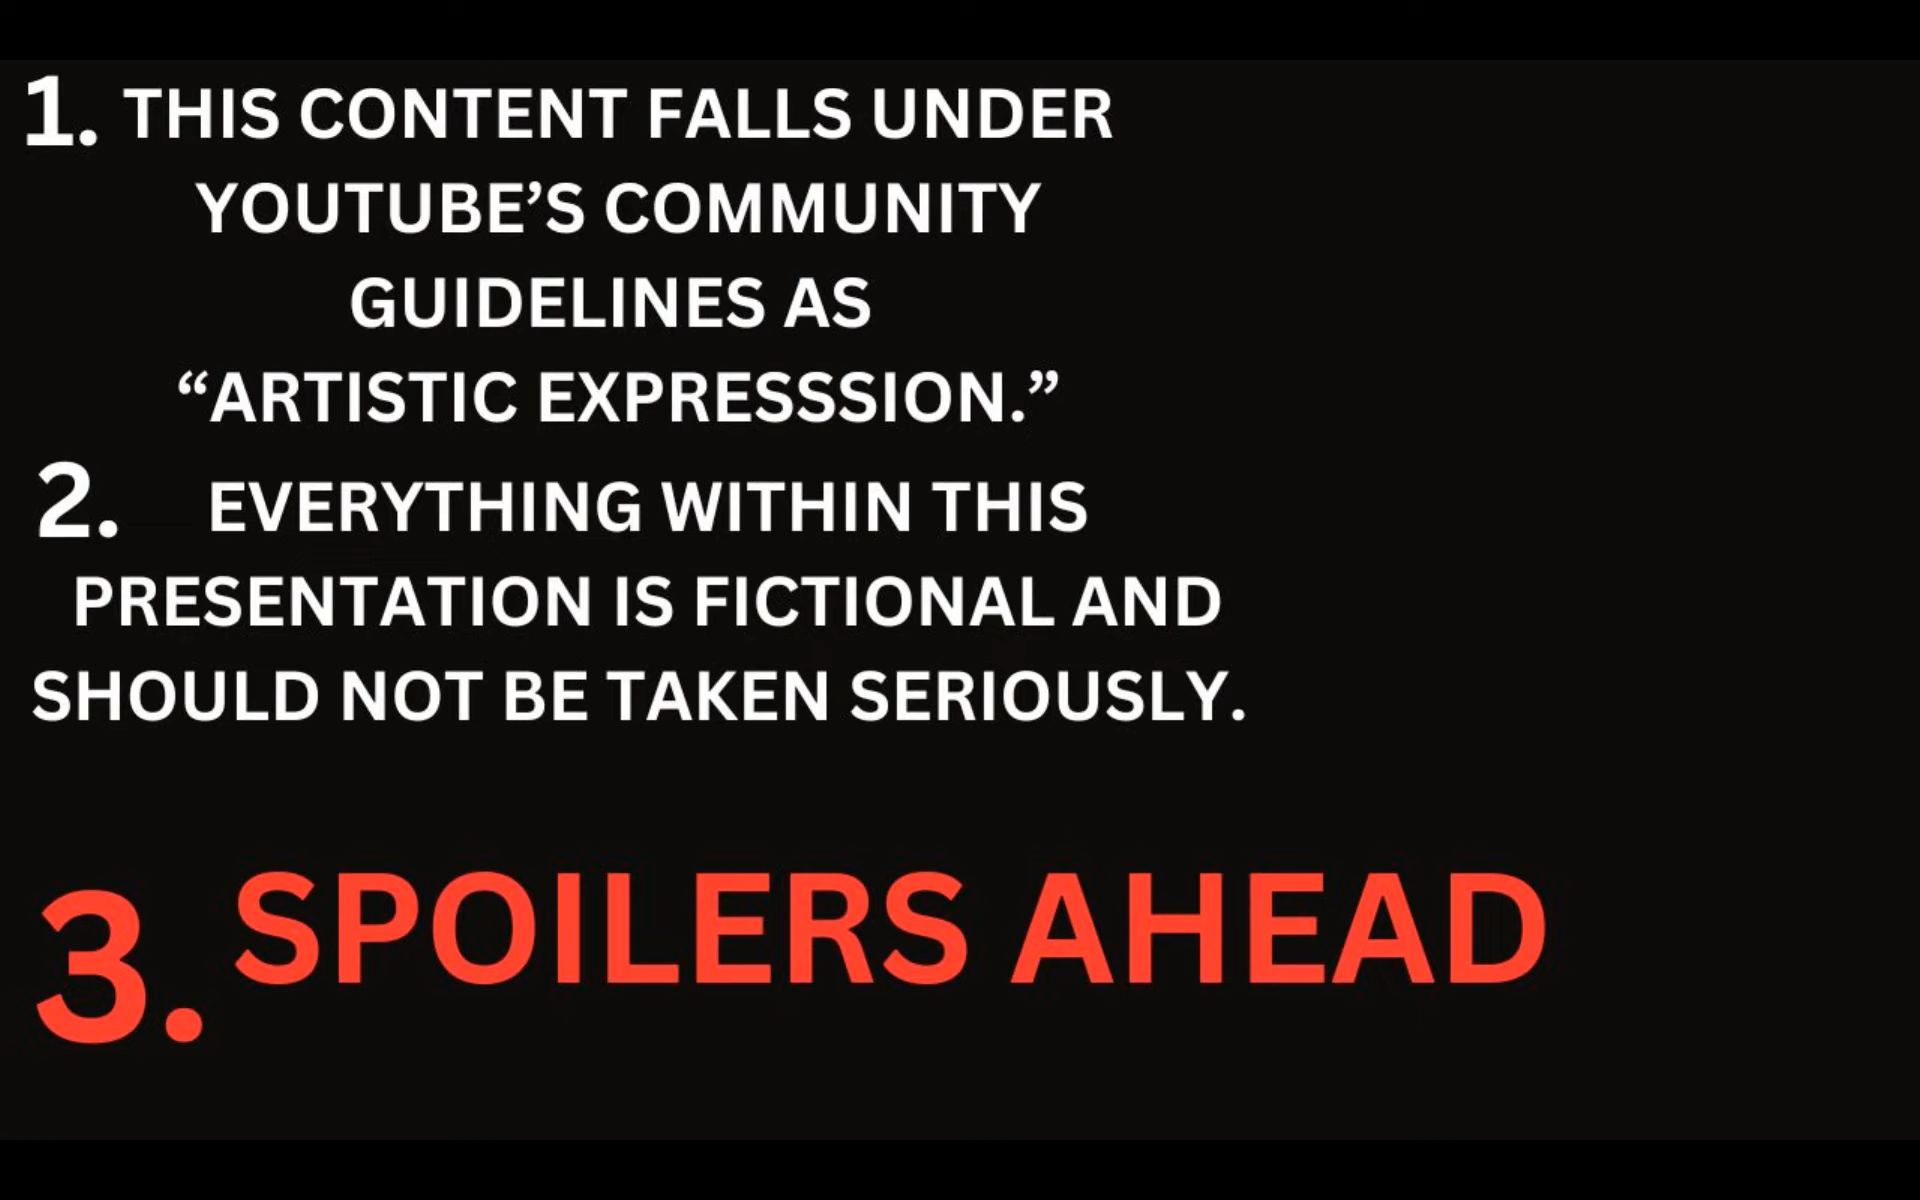 1. THIS CONTENT FALLS UNDER
YOUTUBE’S COMMUNITY
GUIDELINES AS
“ARTISTIC EXPRESSSION.”
2. EVERYTHING WITHIN THIS
PRESENTATION IS FICTIONAL AND
SHOULD NOT BE TAKEN SERIOUSLY.
3. SPOILERS AHEAD